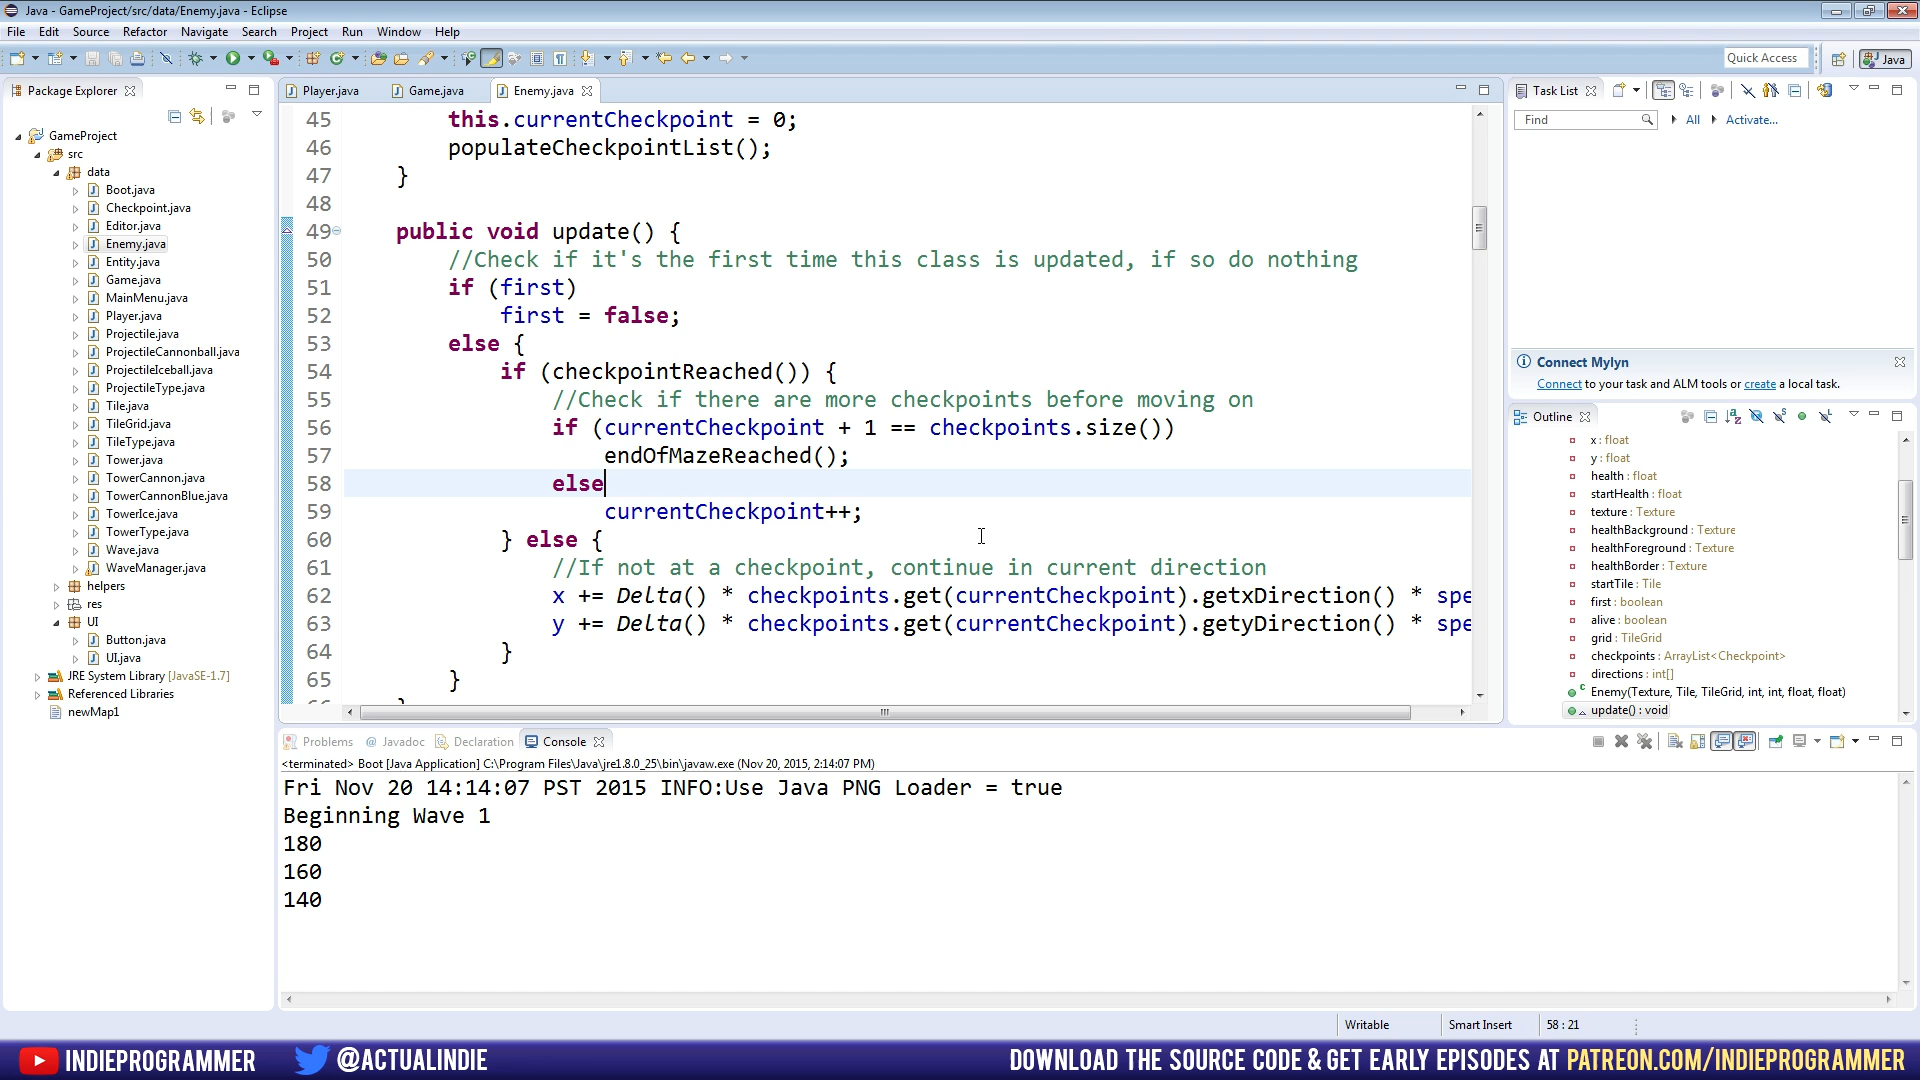 Java - GameProject/src/data/Enemy.java - Eclipse
File Edit Source Refactor Navigate Search Project Run Window Help
Quick Access
Java
Package Explorer
GameProject
src
data
Boot.java
Checkpoint.java
Editor.java
Enemy.java
Entity.java
Game.java
MainMenu.java
Player.java
Projectile.java
ProjectileCannonball.java
ProjectileIceball.java
ProjectileType.java
Tile.java
TileGrid.java
TileType.java
Tower.java
TowerCannon.java
TowerCannonBlue.java
TowerIce.java
TowerType.java
Wave.java
WaveManager.java
helpers
res
UI
Button.java
UI.java
JRE System Library [JavaSE-1.7]
Referenced Libraries
newMap1
Player.java Game.java Enemy.java
45 this.currentCheckpoint = 0;
46 populateCheckpointList();
47 }
48
49 public void update() {
50 //Check if it's the first time this class is updated, if so do nothing
51 if (first)
52 first = false;
53 else {
54 if (checkpointReached()) {
55 //Check if there are more checkpoints before moving on
56 if (currentCheckpoint + 1 == checkpoints.size())
57 endOfMazeReached();
58 else
59 currentCheckpoint++;
60 } else {
61 //If not at a checkpoint, continue in current direction
62 x += Delta() * checkpoints.get(currentCheckpoint).getxDirection() * spe
63 y += Delta() * checkpoints.get(currentCheckpoint).getyDirection() * spe
64 }
65 }
Task List
Find
All
Activate...
Connect Mylyn
Connect to your task and ALM tools or create a local task.
Outline
x : float
y : float
health : float
startHealth : float
texture : Texture
healthBackground : Texture
healthForeground : Texture
healthBorder : Texture
startTile : Tile
first : boolean
alive : boolean
grid : TileGrid
checkpoints : ArrayList<Checkpoint>
directions : int[]
Enemy(Texture, Tile, TileGrid, int, int, float, float)
update() : void
Problems @ Javadoc Declaration Console
<terminated> Boot [Java Application] C:\Program Files\Java\jre1.8.0_25\bin\javaw.exe (Nov 20, 2015, 2:14:07 PM)
Fri Nov 20 14:14:07 PST 2015 INFO:Use Java PNG Loader = true
Beginning Wave 1
180
160
140
Writable Smart Insert 58 : 21
INDIEPROGRAMMER @ACTUALINDIE DOWNLOAD THE SOURCE CODE & GET EARLY EPISODES AT PATREON.COM/INDIEPROGRAMMER